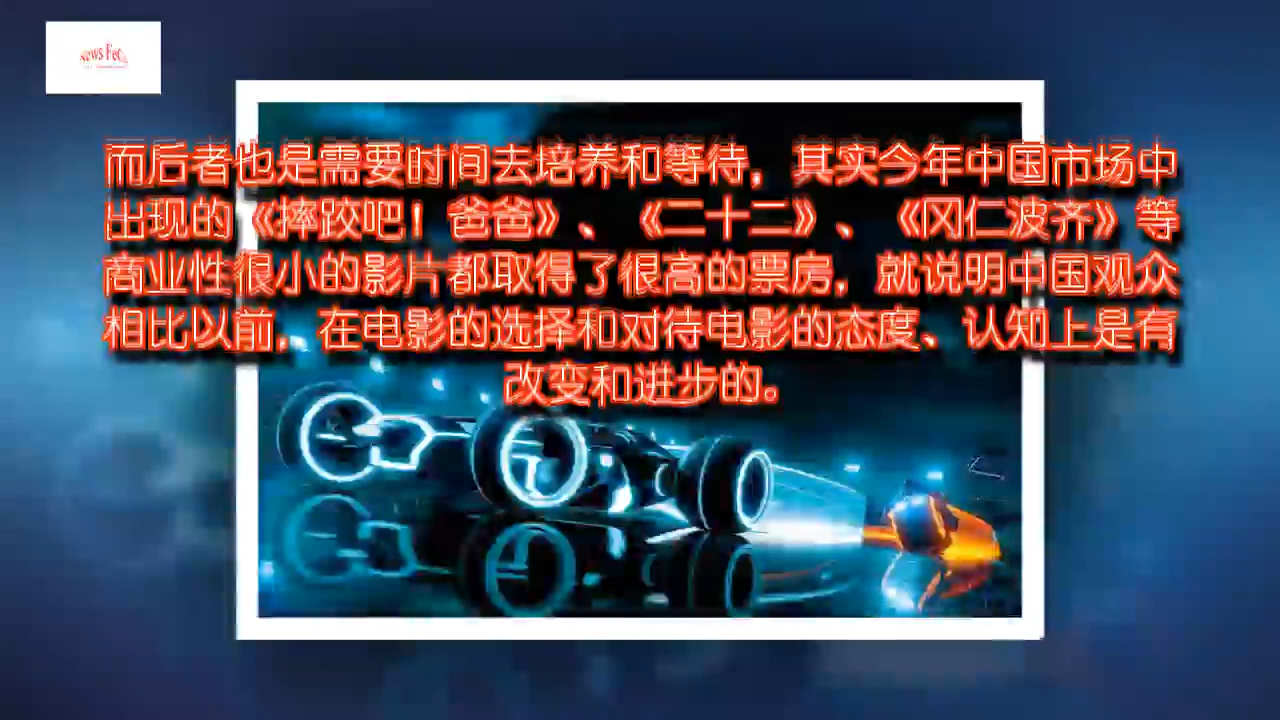 News Fe
而后者也是需要时间去培养和等待，其实今年中国市场中
出现的《摔跤吧！爸爸》、《二十二》、《冈仁波齐》等
商业性很小的影片都取得了很高的票房，就说明中国观众
相比以前，在电影的选择和对待电影的态度、认知上是有
改变和进步的。